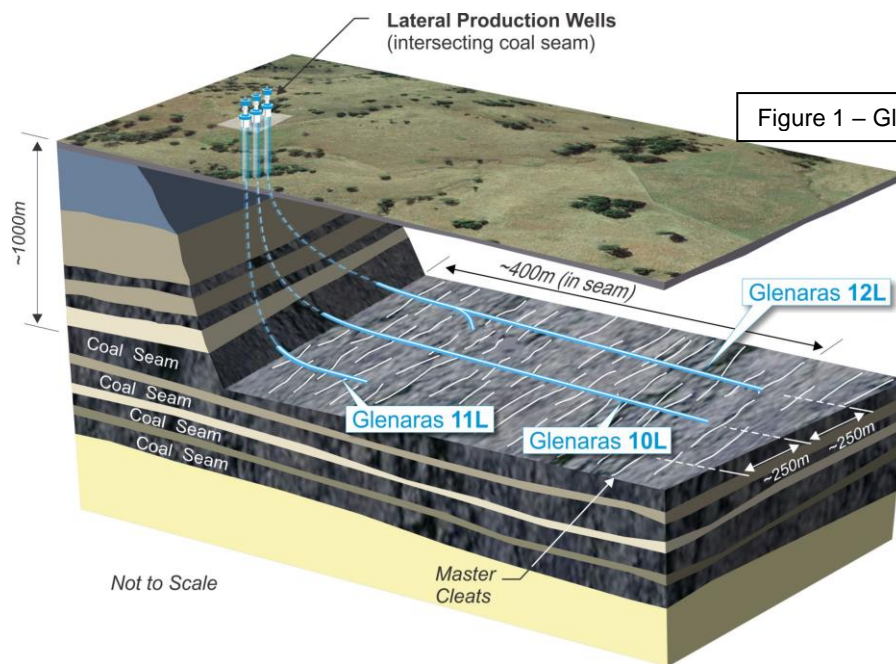 Lateral Production Wells
(intersecting coal seam)
Figure 1 – Gl
~1000m
~400m (in seam)
Glenaras 12L
Coal Seam
Coal Seam
Coal Seam
Coal Seam
Glenaras 11L
Glenaras 10L
~250m
~250m
Not to Scale
Master
Cleats